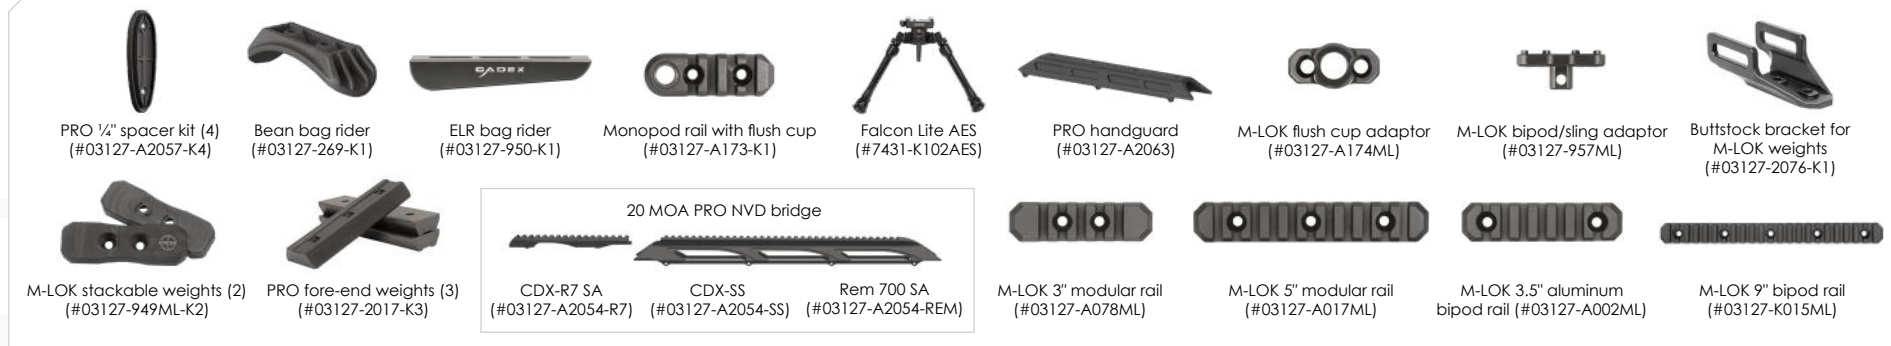 CADEX
PRO ¼" spacer kit (4)
(#03127-A2057-K4)
Bean bag rider
(#03127-269-K1)
ELR bag rider
(#03127-950-K1)
Monopod rail with flush cup
(#03127-A173-K1)
Falcon Lite AES
(#7431-K102AES)
PRO handguard
(#03127-A2063)
M-LOK flush cup adaptor
(#03127-A174ML)
M-LOK bipod/sling adaptor
(#03127-957ML)
Buttstock bracket for
M-LOK weights
(#03127-2076-K1)
M-LOK stackable weights (2)
(#03127-949ML-K2)
PRO fore-end weights (3)
(#03127-2017-K3)
20 MOA PRO NVD bridge
CDX-R7 SA
(#03127-A2054-R7)
CDX-SS
(#03127-A2054-SS)
Rem 700 SA
(#03127-A2054-REM)
M-LOK 3" modular rail
(#03127-A078ML)
M-LOK 5" modular rail
(#03127-A017ML)
M-LOK 3.5" aluminum
bipod rail (#03127-A002ML)
M-LOK 9" bipod rail
(#03127-K015ML)